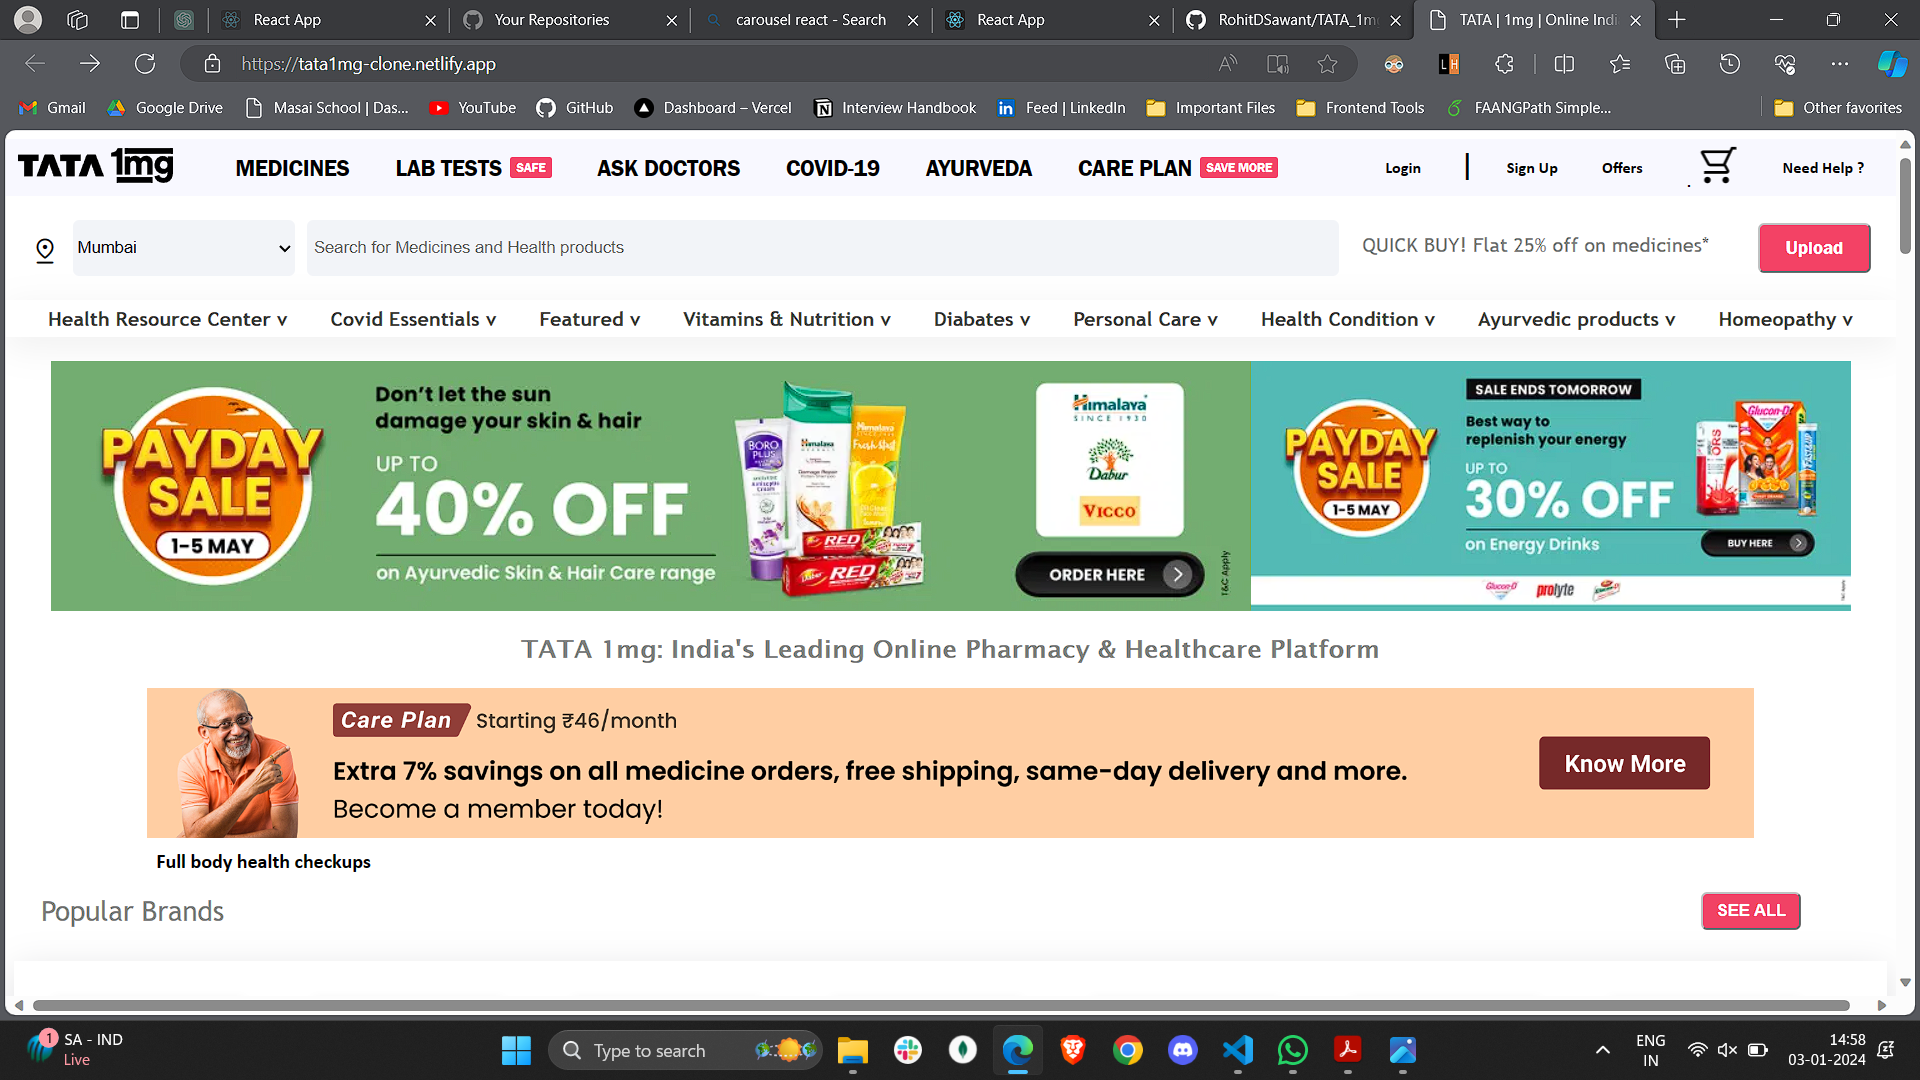 React App
Your Repositories
carousel react - Search
React App
RohitDSawant/TATA_1m
TATA | 1mg | Online Indi
https://tata1mg-clone.netlify.app
Gmail
Google Drive
Masai School | Das...
YouTube
GitHub
Dashboard – Vercel
Interview Handbook
Feed | LinkedIn
Important Files
Frontend Tools
FAANGPath Simple...
Other favorites
TATA 1mg
MEDICINES
LAB TESTS SAFE
ASK DOCTORS
COVID-19
AYURVEDA
CARE PLAN SAVE MORE
Login
Sign Up
Offers
Need Help ?
Mumbai
Search for Medicines and Health products
QUICK BUY! Flat 25% off on medicines*
Upload
Health Resource Center v
Covid Essentials v
Featured v
Vitamins & Nutrition v
Diabates v
Personal Care v
Health Condition v
Ayurvedic products v
Homeopathy v
PAYDAY
SALE
1-5 MAY
Don't let the sun
damage your skin & hair
UP TO
40% OFF
on Ayurvedic Skin & Hair Care range
BORO
PLUS
Himalaya
RED
Dabur RED
Himalaya
SINCE 1930
Dabur
VICCO
ORDER HERE
T&C Apply
PAYDAY
SALE
1-5 MAY
SALE ENDS TOMORROW
Best way to
replenish your energy
UP TO
30% OFF
on Energy Drinks
ORS
Glucon-D
BUY HERE
Glucon-D
prolyte
TATA 1mg: India's Leading Online Pharmacy & Healthcare Platform
Care Plan Starting ₹46/month
Extra 7% savings on all medicine orders, free shipping, same-day delivery and more.
Become a member today!
Know More
Full body health checkups
Popular Brands
SEE ALL
1
SA - IND
Live
Type to search
ENG
IN
14:58
03-01-2024